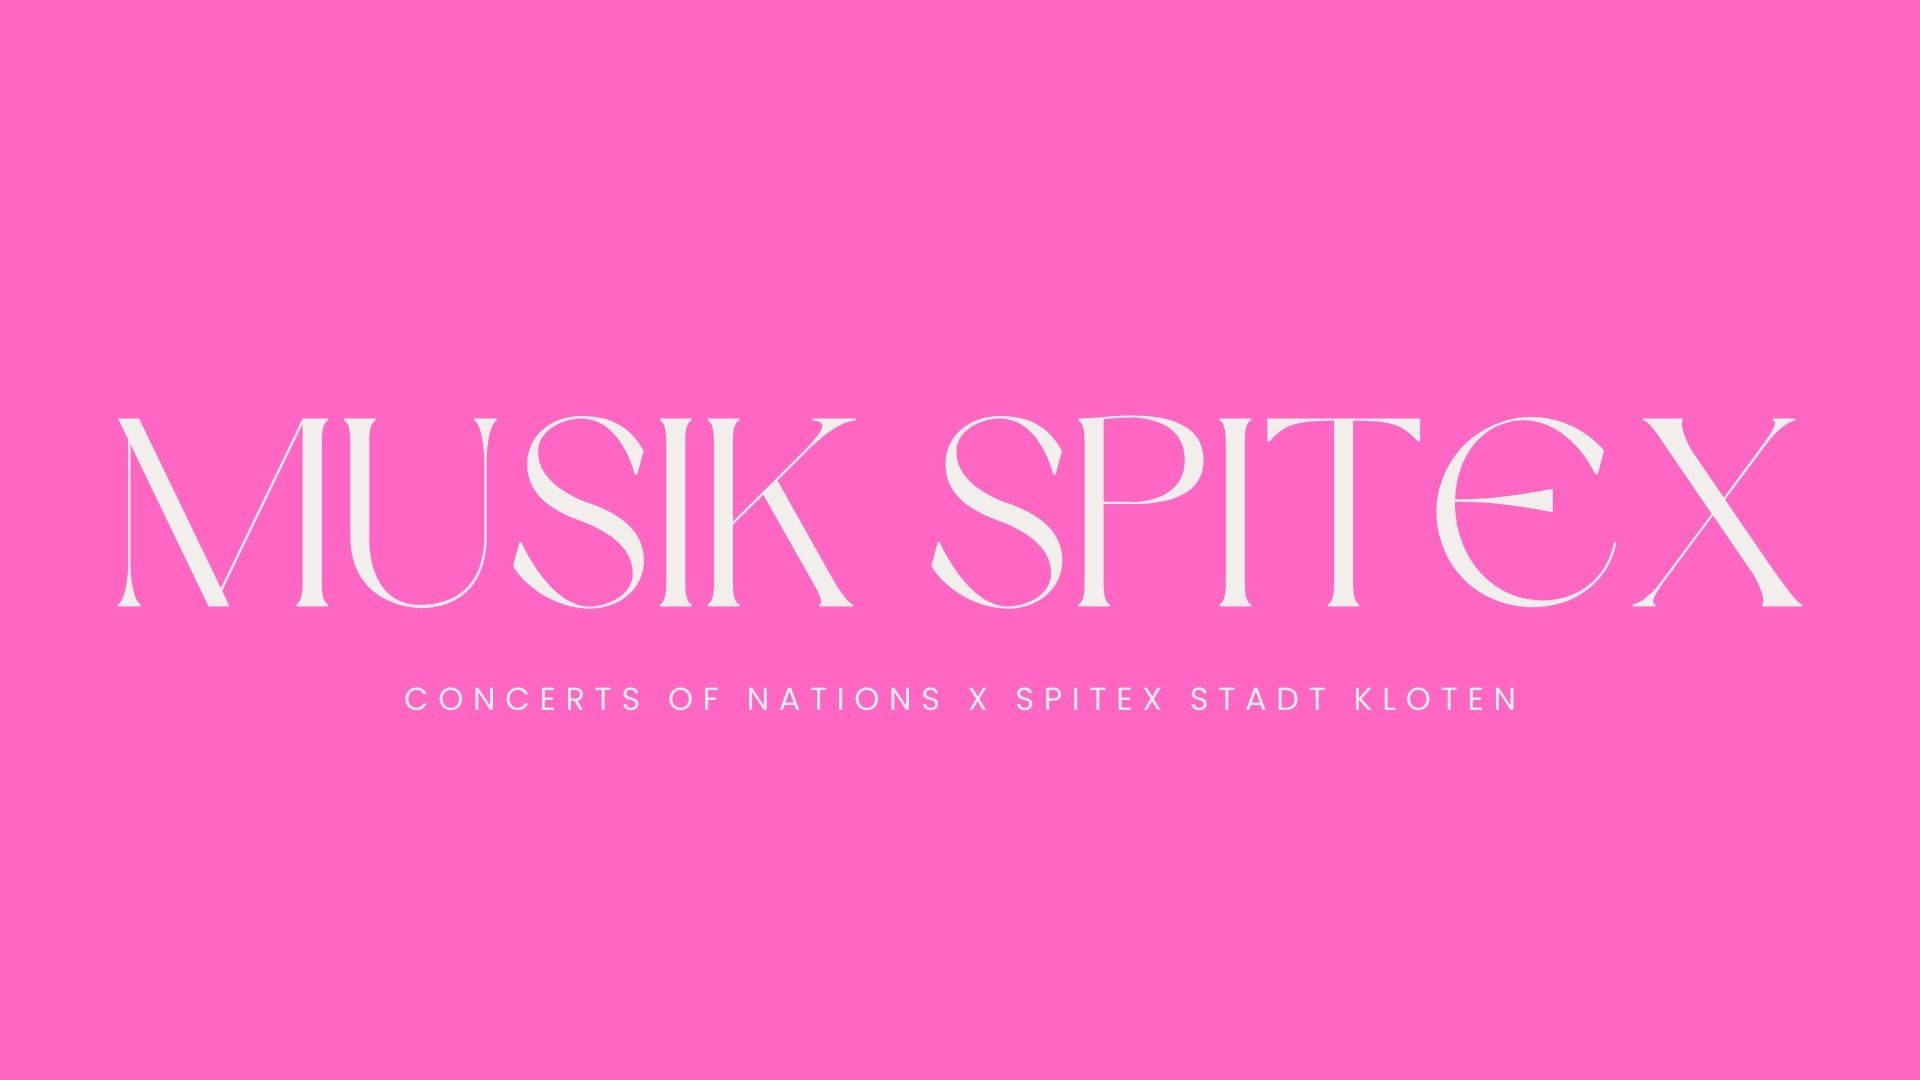 MUSIK SPITEX
CONCERTS OF NATIONS X SPITEX STADT KLOTEN